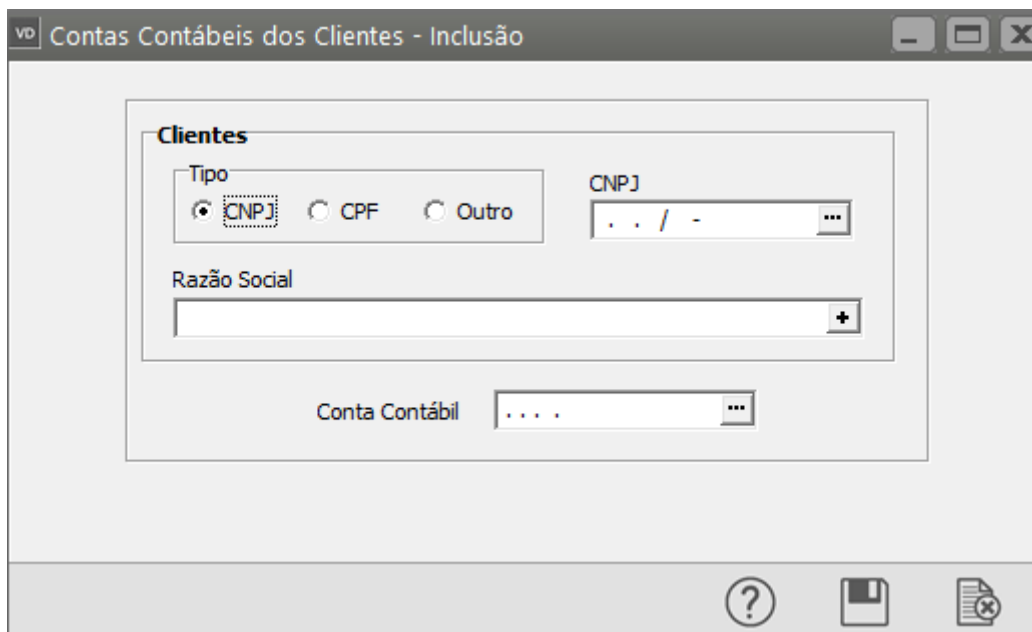 VD Contas Contábeis dos Clientes - Inclusão
Clientes
Tipo
CNPJ CPF Outro
CNPJ
. . / - ...
Razão Social
+
Conta Contábil . . . . ...
?